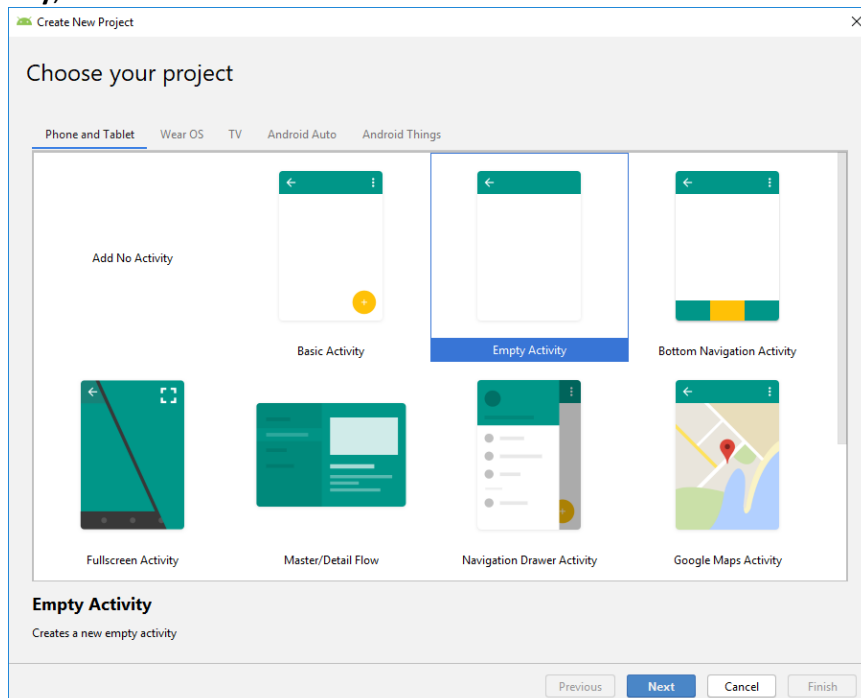 Create New Project
Choose your project
Phone and Tablet Wear OS TV Android Auto Android Things
Add No Activity
Basic Activity Empty Activity Bottom Navigation Activity
Fullscreen Activity Master/Detail Flow Navigation Drawer Activity Google Maps Activity
Empty Activity
Creates a new empty activity
Previous Next Cancel Finish